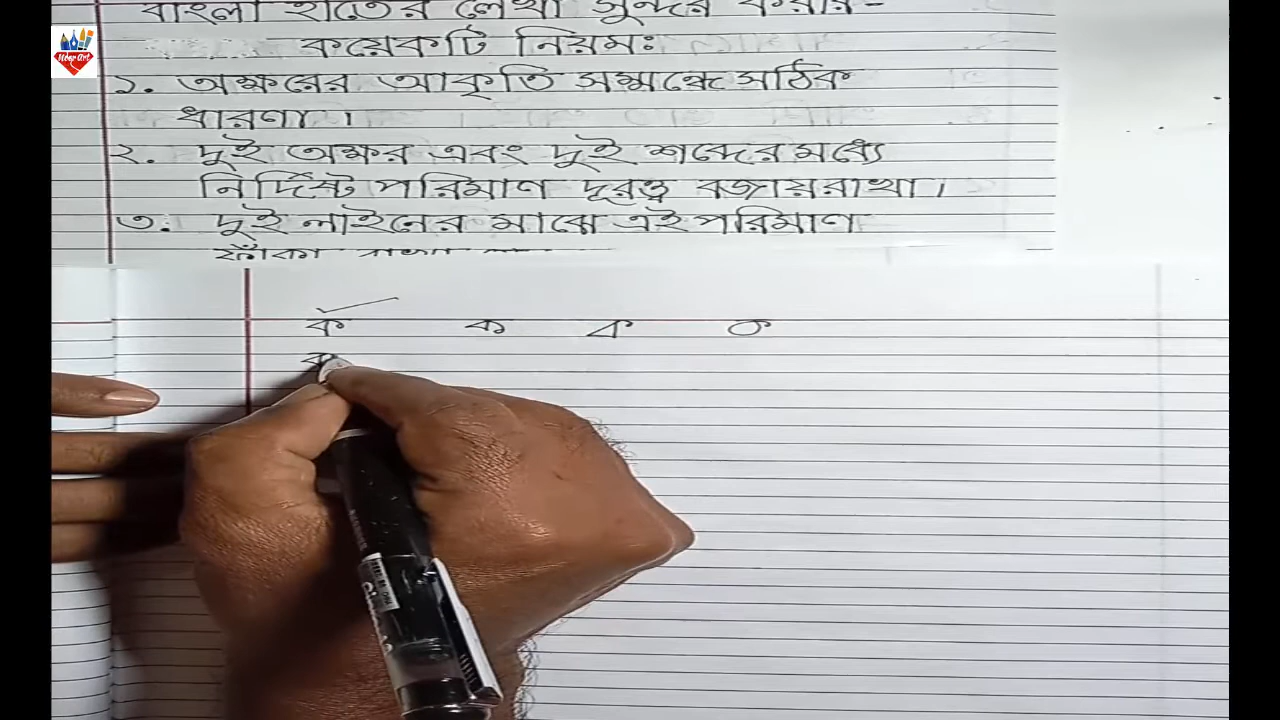 বাংলা হাতের লেখা সুন্দর করার-
কয়েকটি নিয়মঃ
১. অক্ষরের আকৃতি সম্মন্ধে সঠিক
ধারণা।
২. দুই অক্ষর এবং দুই শব্দের মধ্যে
নির্দিষ্ট পরিমাণ দূরত্ব বজায় রাখা।
৩. দুই লাইনের মাঝে এই পরিমাণ
ফাঁকা রাখা
ক ক ক ক
ক